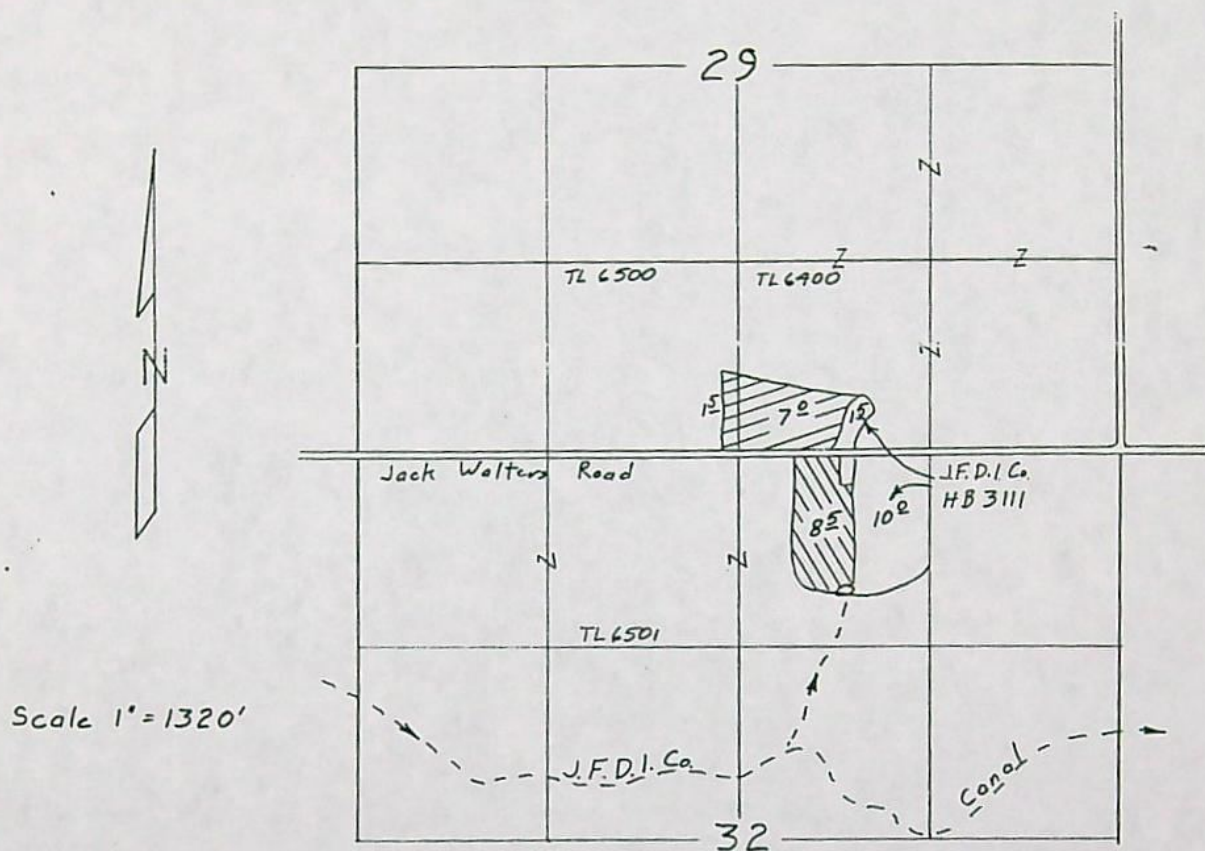 29
TL 6500
TL 6400
N
1 5
7 0
1 5
Jack Walters Road
J.F.D.I. Co.
HB 3111
8 5
10 0
TL 6501
Scale 1" = 1320'
J.F.D.I. Co.
Canal
32